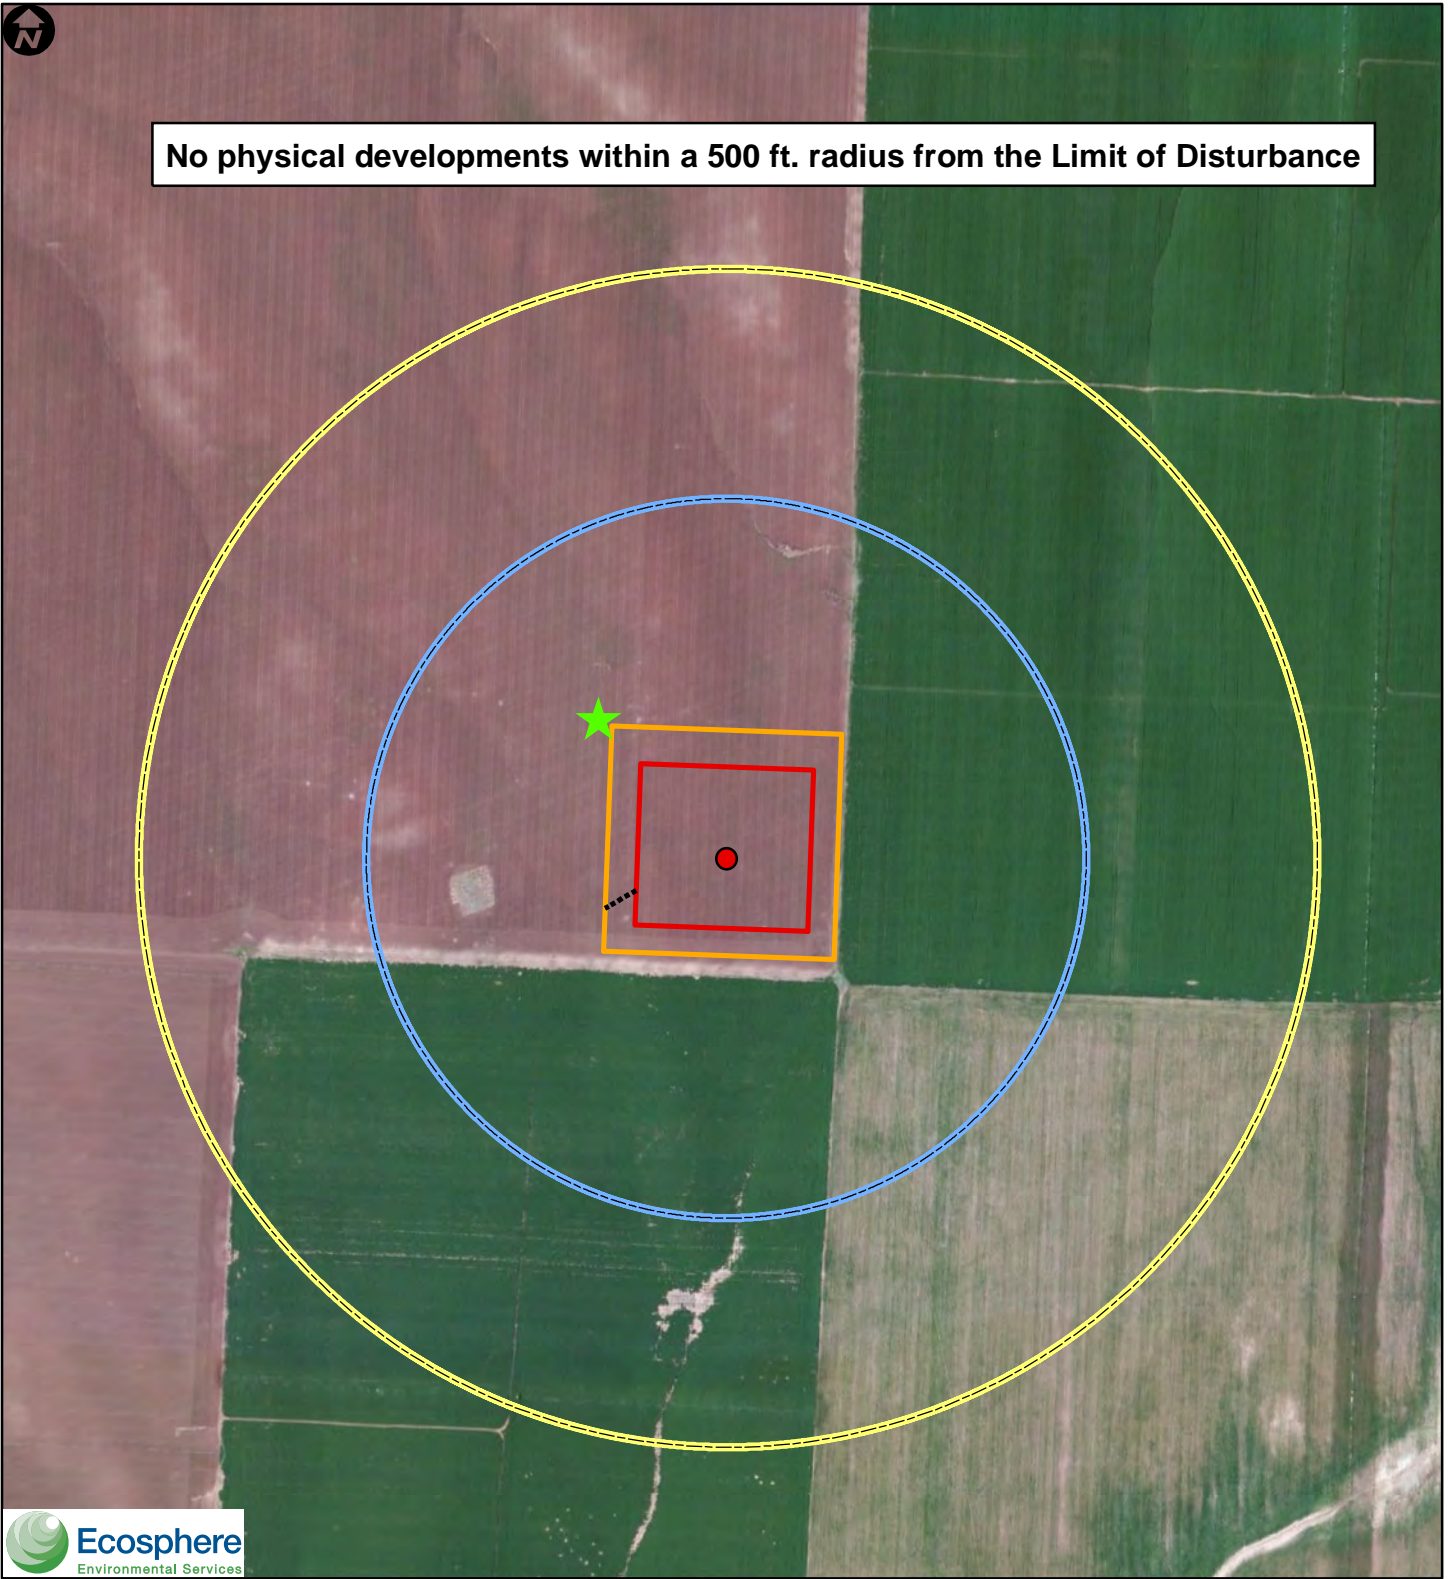 N
No physical developments within a 500 ft. radius from the Limit of Disturbance
Ecosphere
Environmental Services